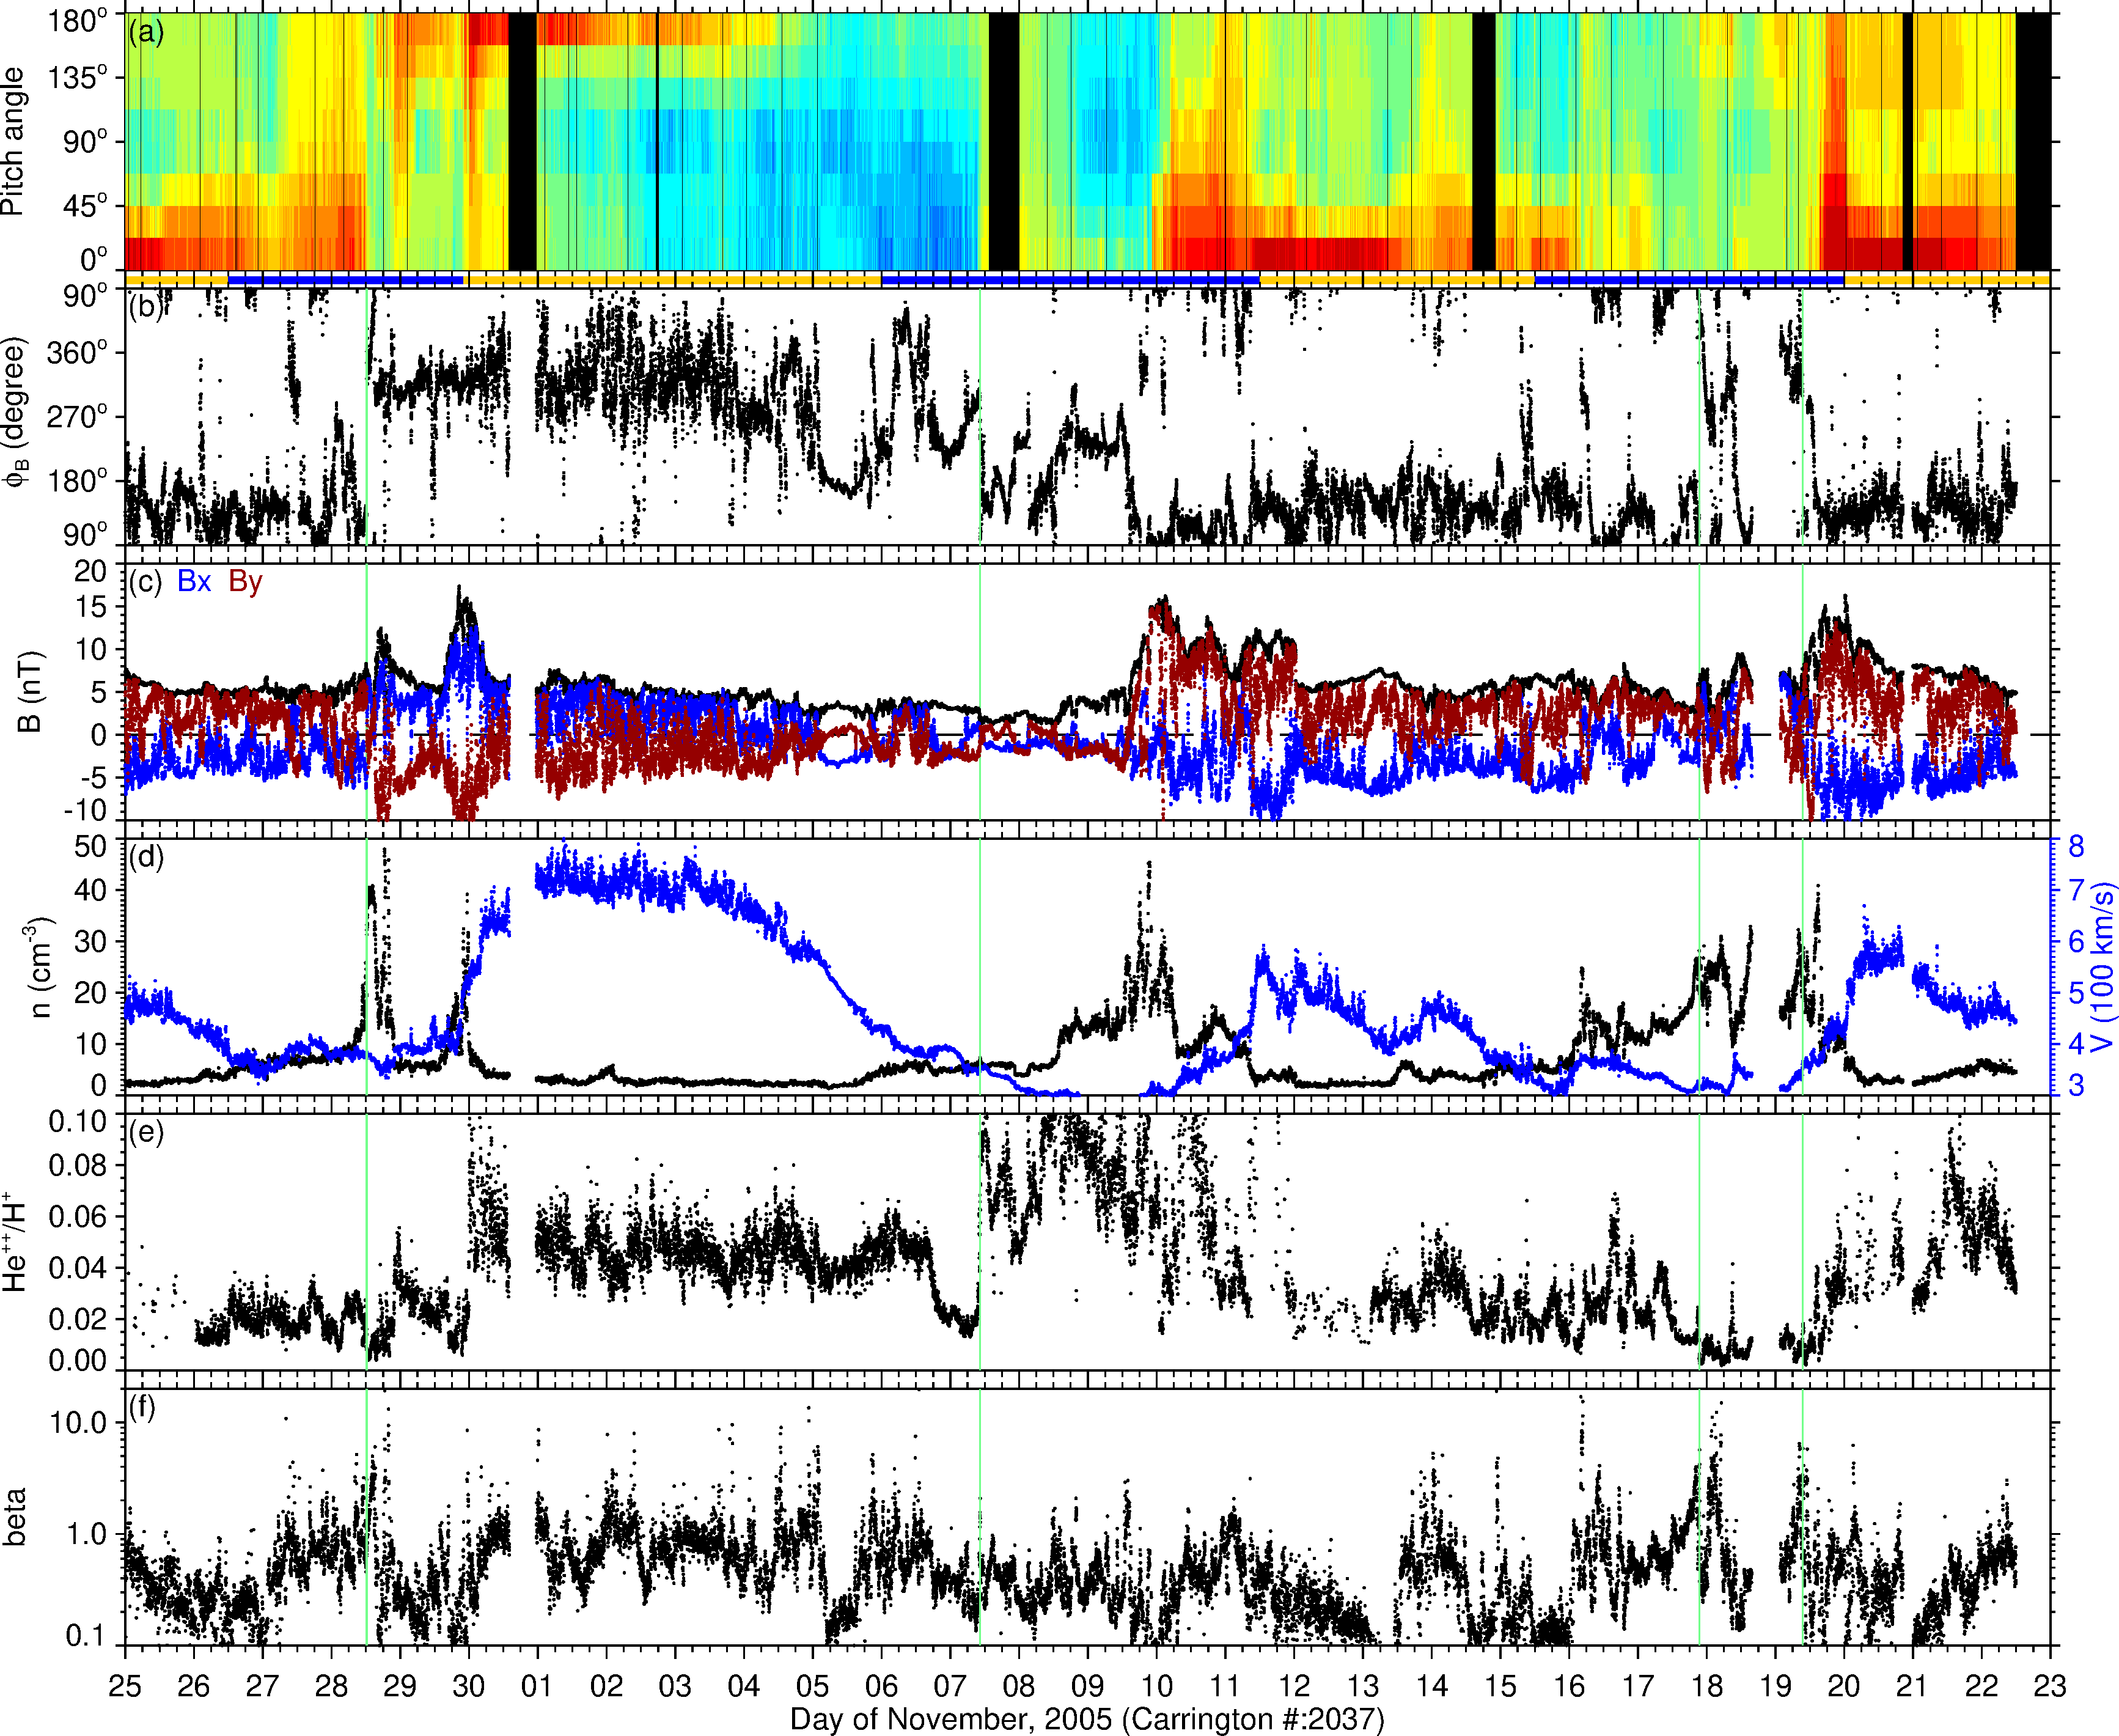 (a)
Pitch angle
180°
135°
90°
45°
0°
(b)
ϕB (degree)
90°
360°
270°
180°
90°
(c) Bx By
B (nT)
20
15
10
5
0
-5
-10
(d)
n (cm-3)
50
40
30
20
10
0
V (100 km/s)
8
7
6
5
4
3
(e)
He++/H+
0.10
0.08
0.06
0.04
0.02
0.00
(f)
beta
10.0
1.0
0.1
25 26 27 28 29 30 01 02 03 04 05 06 07 08 09 10 11 12 13 14 15 16 17 18 19 20 21 22 23
Day of November, 2005 (Carrington #:2037)